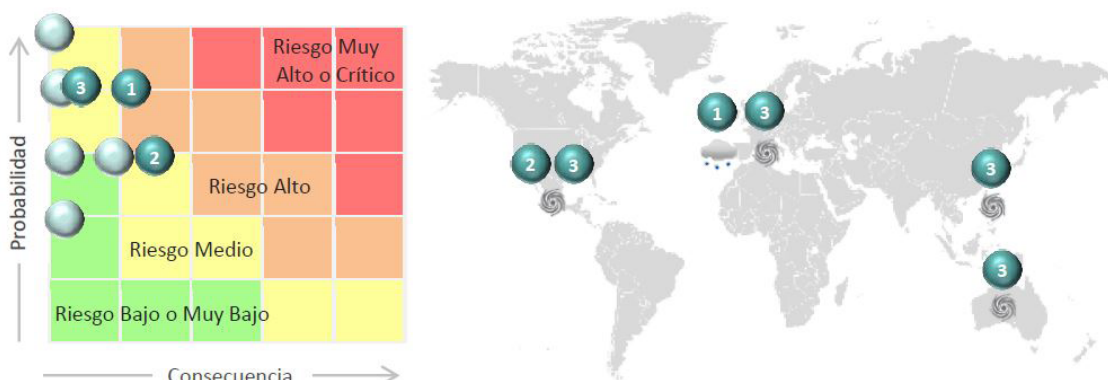 Riesgo Muy
Alto o Crítico
3
1
2
Riesgo Alto
Riesgo Medio
Riesgo Bajo o Muy Bajo
Probabilidad
Consecuencia
1
3
2
3
3
3